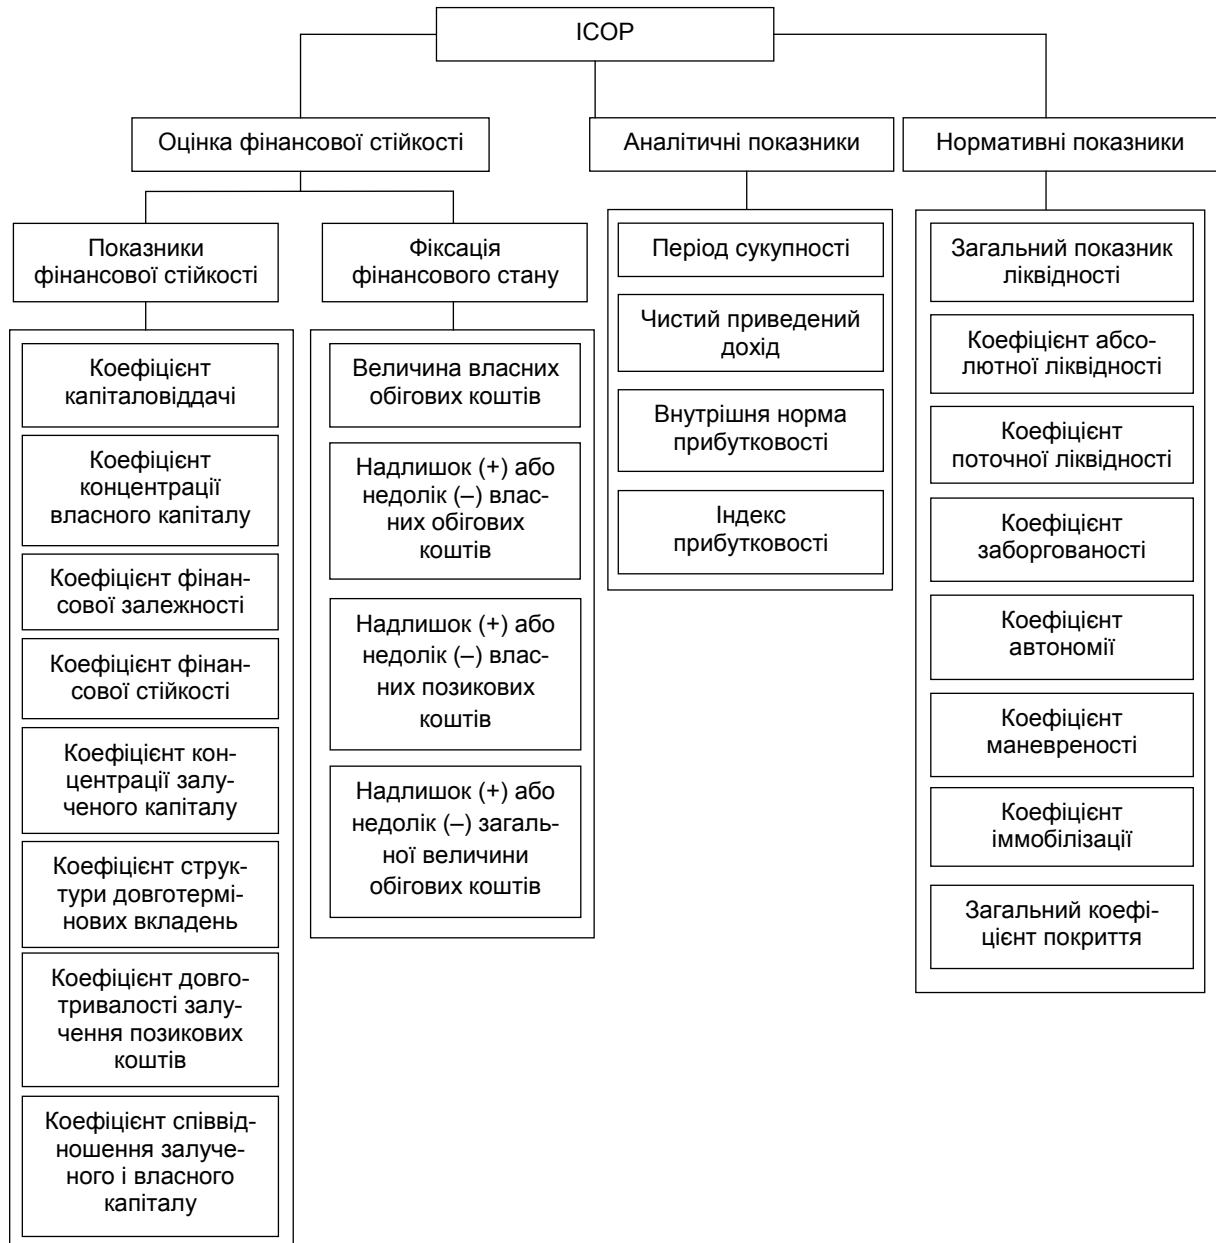 ІСОР
Оцінка фінансової стійкості
Аналітичні показники
Нормативні показники
Показники
фінансової стійкості
Фіксація
фінансового стану
Коефіцієнт
капіталовіддачі
Коефіцієнт
концентрації
власного капіталу
Коефіцієнт фінан-
сової залежності
Коефіцієнт фінан-
сової стійкості
Коефіцієнт кон-
центрації залу-
ченого капіталу
Коефіцієнт струк-
тури довготермі-
нових вкладень
Коефіцієнт довго-
тривалості залу-
чення позикових
коштів
Коефіцієнт співвід-
ношення залуче-
ного і власного
капіталу
Величина власних
обігових коштів
Надлишок (+) або
недолік (–) влас-
них обігових
коштів
Надлишок (+) або
недолік (–) влас-
них позикових
коштів
Надлишок (+) або
недолік (–) загаль-
ної величини
обігових коштів
Період сукупності
Чистий приведений
дохід
Внутрішня норма
прибутковості
Індекс
прибутковості
Загальний показник
ліквідності
Коефіцієнт абсо-
лютної ліквідності
Коефіцієнт
поточної ліквідності
Коефіцієнт
заборгованості
Коефіцієнт
автономії
Коефіцієнт
маневреності
Коефіцієнт
іммобілізації
Загальний коефі-
цієнт покриття